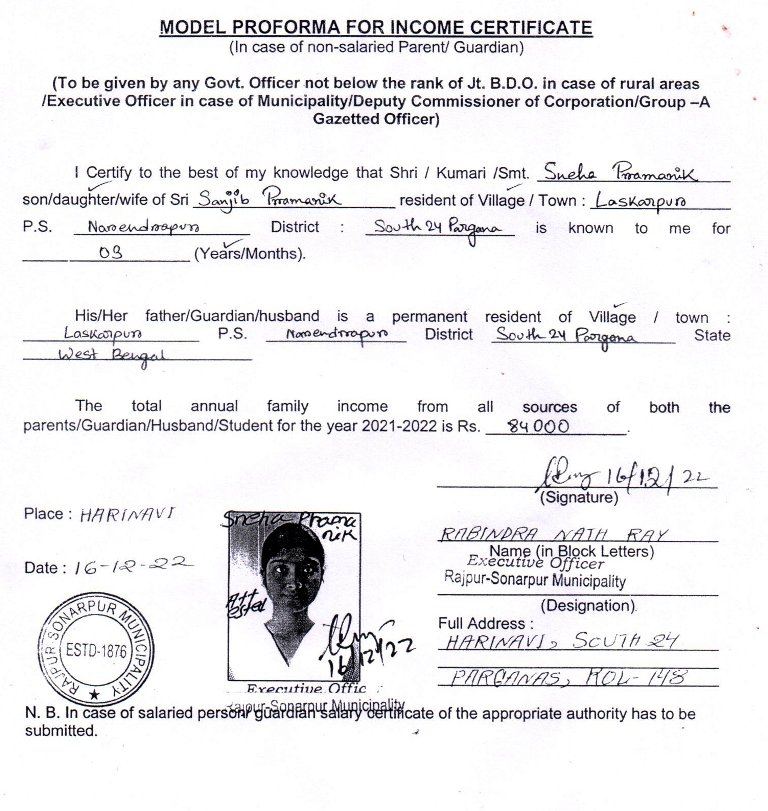 MODEL PROFORMA FOR INCOME CERTIFICATE
(In case of non-salaried Parent/ Guardian)
(To be given by any Govt. Officer not below the rank of Jt. B.D.O. in case of rural areas
/Executive Officer in case of Municipality/Deputy Commissioner of Corporation/Group –A
Gazetted Officer)
I Certify to the best of my knowledge that Shri / Kumari /Smt. Sneha Pramanik
son/daughter/wife of Sri Sanjib Pramanik resident of Village / Town : Laskarpur
P.S. Narendrapur District : South 24 Pargana is known to me for
03 (Years/Months).
His/Her father/Guardian/husband is a permanent resident of Village / town :
Laskarpur P.S. Narendrapur District South 24 Pargana State
West Bengal
The total annual family income from all sources of both the
parents/Guardian/Husband/Student for the year 2021-2022 is Rs. 84000.
16/12/22
(Signature)
Place : HARINAVI
RABINDRA NATH RAY
Name (in Block Letters)
Executive Officer
Date : 16-12-22
Rajpur-Sonarpur Municipality
(Designation)
Full Address :
HARINAVI, SOUTH 24
PARGANAS, KOL-148
Sneha Prama
nik
Att
ested
16/12/22
Executive Offic
Rajpur-Sonarpur Municipality
RAJPUR SONARPUR MUNICIPALITY
ESTD-1876
N. B. In case of salaried person/ guardian salary certificate of the appropriate authority has to be
submitted.